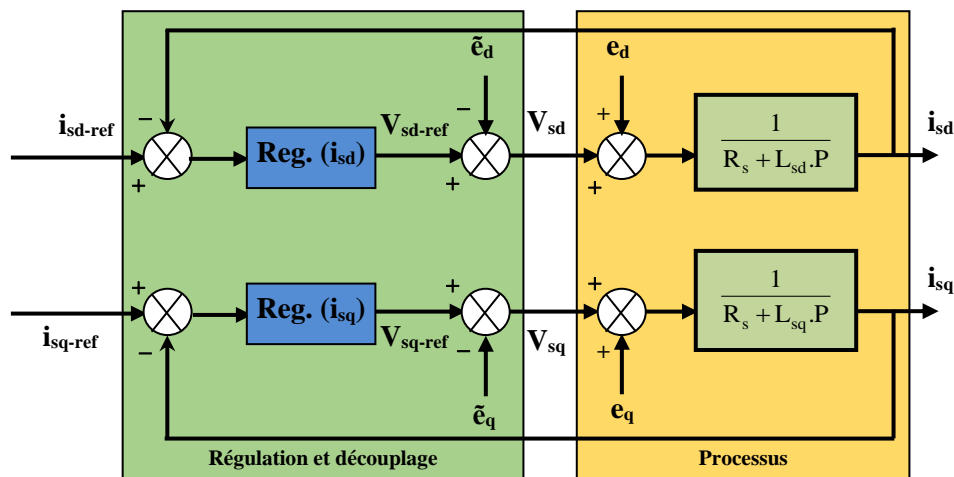 ẽd
ed
−
−
+
isd-ref
Vsd-ref
Vsd
isd
Reg. (isd)
1
Rs + Lsd.P
+
+
+
+
+
+
isq
Reg. (isq)
1
Rs + Lsq.P
isq-ref
−
Vsq-ref
−
Vsq
+
ẽq
eq
Régulation et découplage
Processus